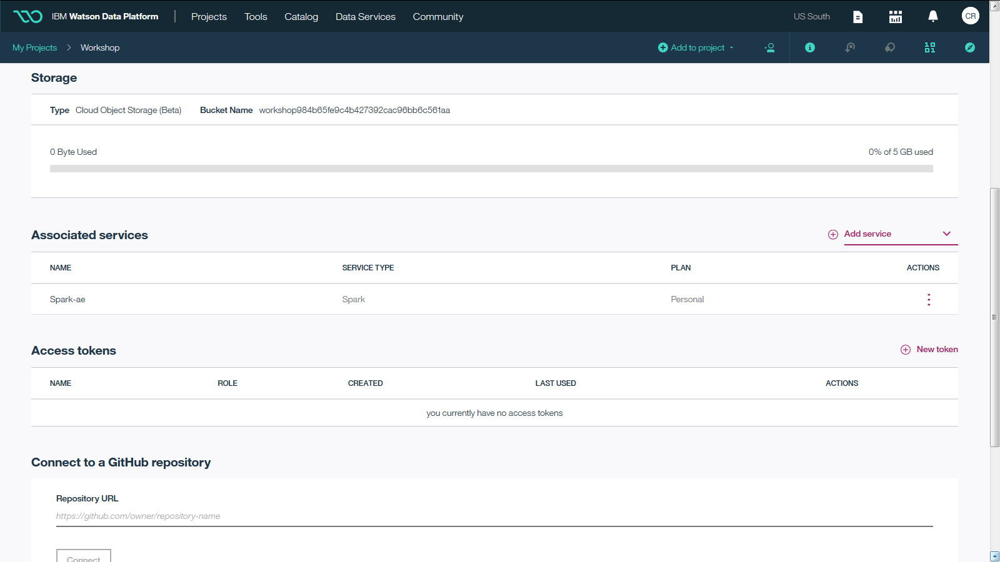 IBM Watson Data Platform Projects Tools Catalog Data Services Community US South CR
My Projects > Workshop Add to project
Storage
Type Cloud Object Storage (Beta) Bucket Name workshop984b65fe9c4b427392cac96bb6c561aa
0 Byte Used 0% of 5 GB used
Associated services Add service
NAME SERVICE TYPE PLAN ACTIONS
Spark-ae Spark Personal
Access tokens New token
NAME ROLE CREATED LAST USED ACTIONS
you currently have no access tokens
Connect to a GitHub repository
Repository URL
https://github.com/owner/repository-name
Connect